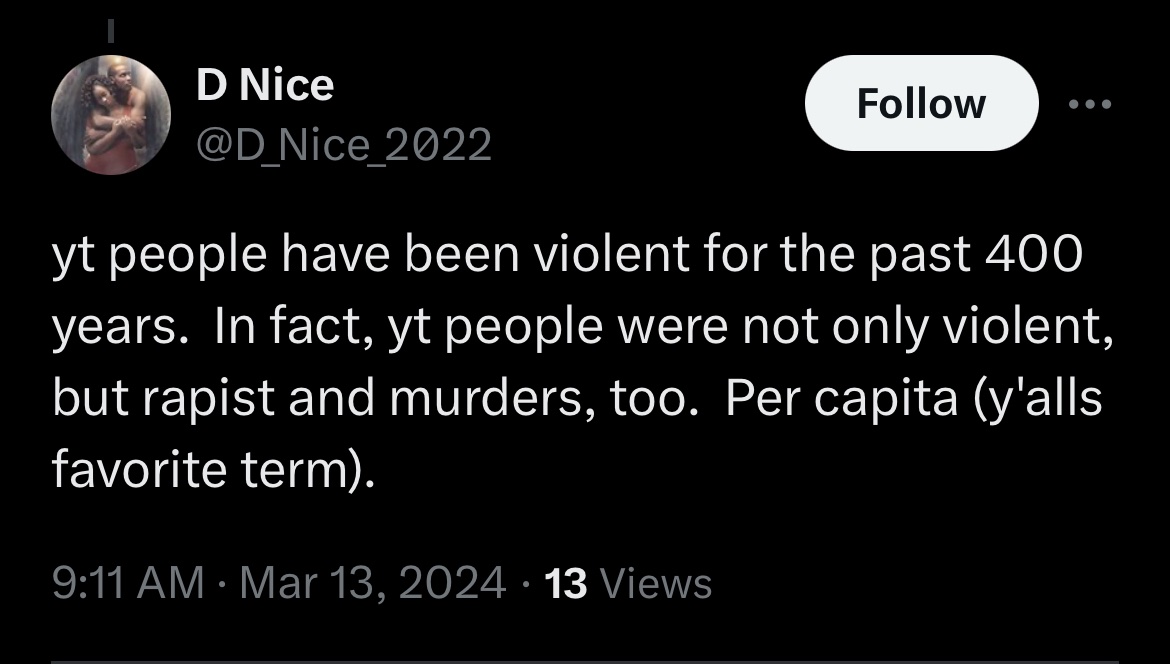 D Nice
@D_Nice_2022
Follow
yt people have been violent for the past 400
years.  In fact, yt people were not only violent,
but rapist and murders, too.  Per capita (y'alls
favorite term).
9:11 AM · Mar 13, 2024 · 13 Views